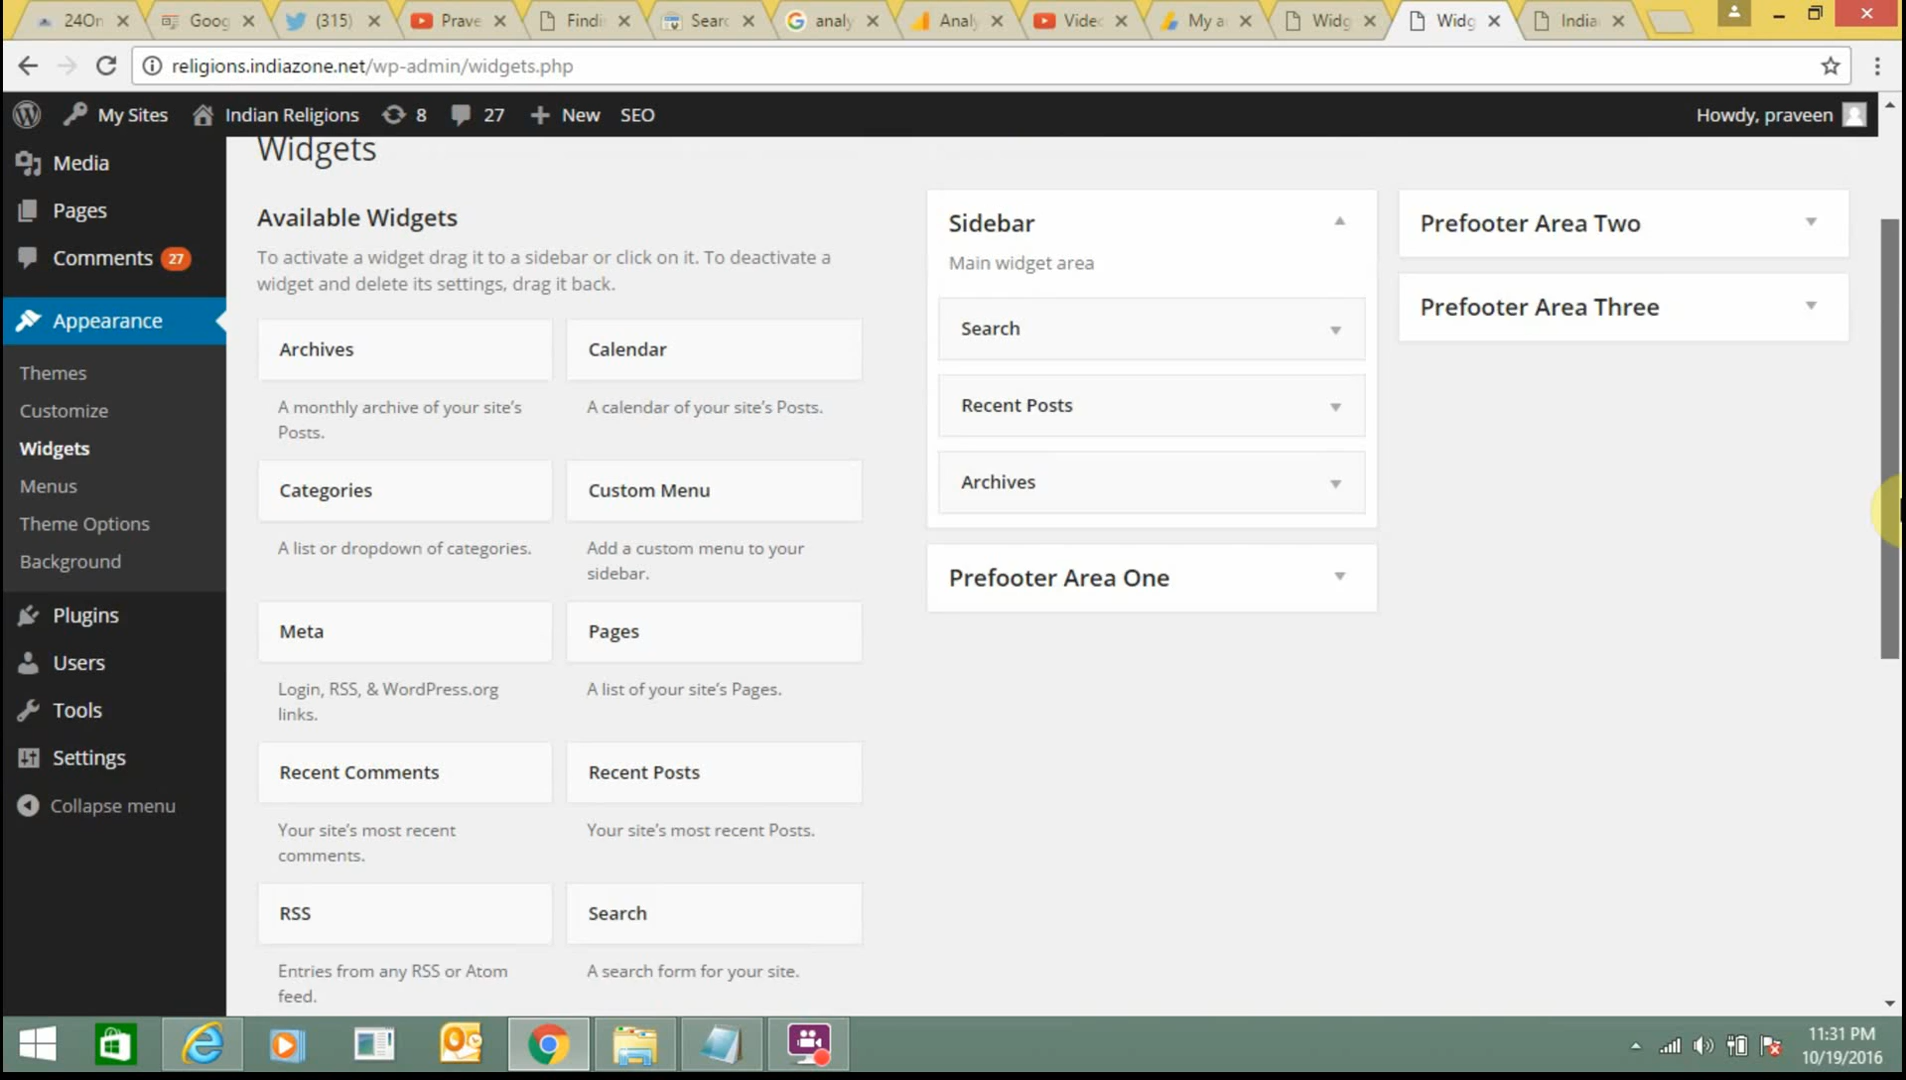 24On
Goog
(315)
Prave
Findi
Searc
analy
Analy
Videc
My a
Widg
Widg
India
religions.indiazone.net/wp-admin/widgets.php
My Sites
Indian Religions
8
27
New
SEO
Howdy, praveen
Media
Pages
Comments 27
Appearance
Themes
Customize
Widgets
Menus
Theme Options
Background
Plugins
Users
Tools
Settings
Collapse menu
Widgets
Available Widgets
To activate a widget drag it to a sidebar or click on it. To deactivate a
widget and delete its settings, drag it back.
Archives
A monthly archive of your site's
Posts.
Calendar
A calendar of your site's Posts.
Categories
A list or dropdown of categories.
Custom Menu
Add a custom menu to your
sidebar.
Meta
Login, RSS, & WordPress.org
links.
Pages
A list of your site's Pages.
Recent Comments
Your site's most recent
comments.
Recent Posts
Your site's most recent Posts.
RSS
Entries from any RSS or Atom
feed.
Search
A search form for your site.
Sidebar
Main widget area
Search
Recent Posts
Archives
Prefooter Area One
Prefooter Area Two
Prefooter Area Three
11:31 PM
10/19/2016